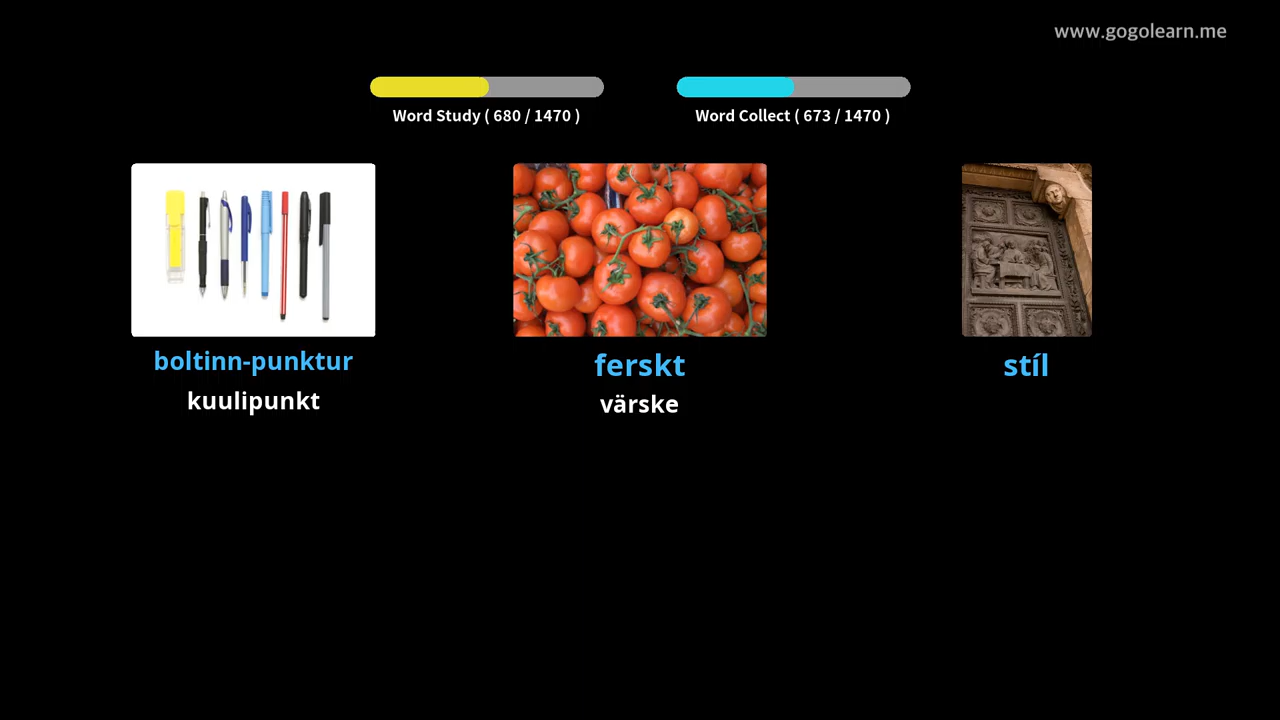 www.gogolearn.me
Word Study ( 680 / 1470 )
Word Collect ( 673 / 1470 )
boltinn-punktur
kuulipunkt
ferskt
värske
stíl